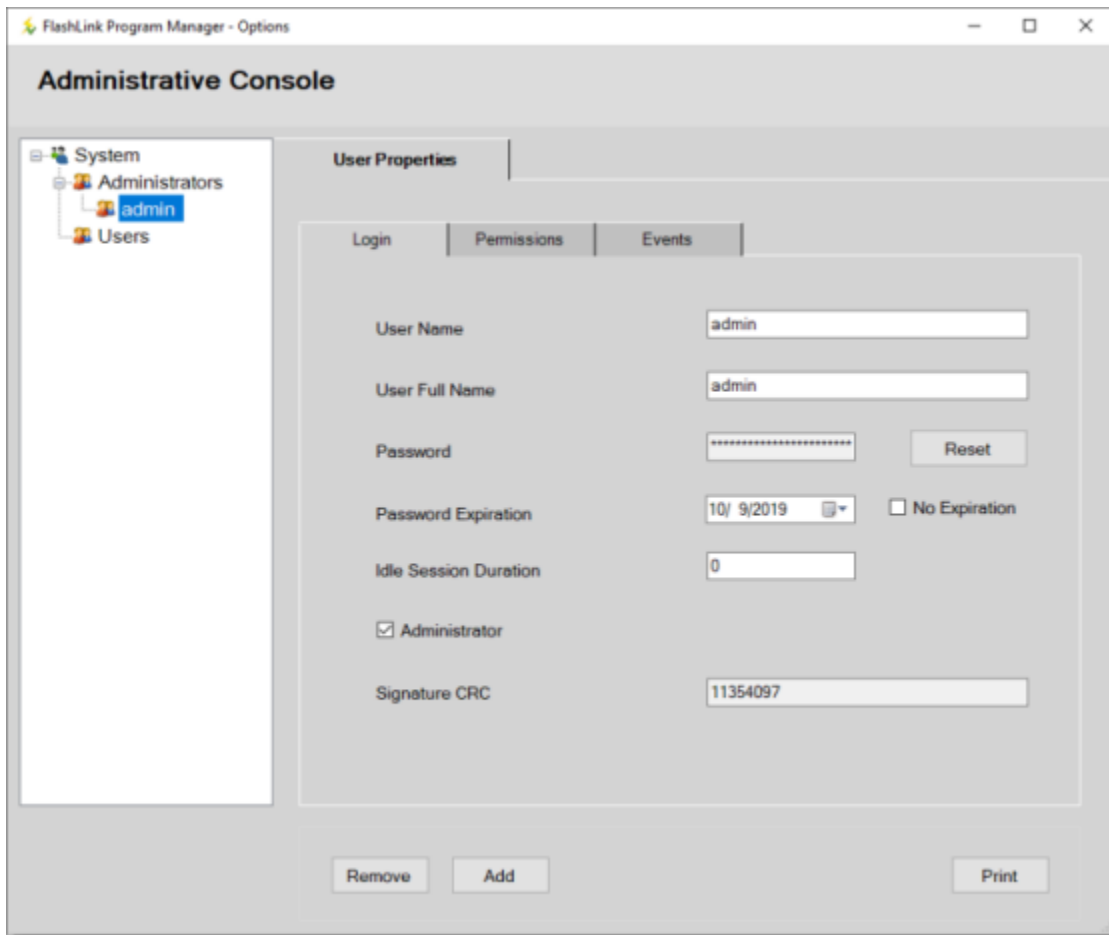 FlashLink Program Manager - Options
Administrative Console
System
Administrators
admin
Users
User Properties
Login Permissions Events
User Name admin
User Full Name admin
Password *********************** Reset
Password Expiration 10/ 9/2019 No Expiration
Idle Session Duration 0
Administrator
Signature CRC 11354097
Remove Add Print